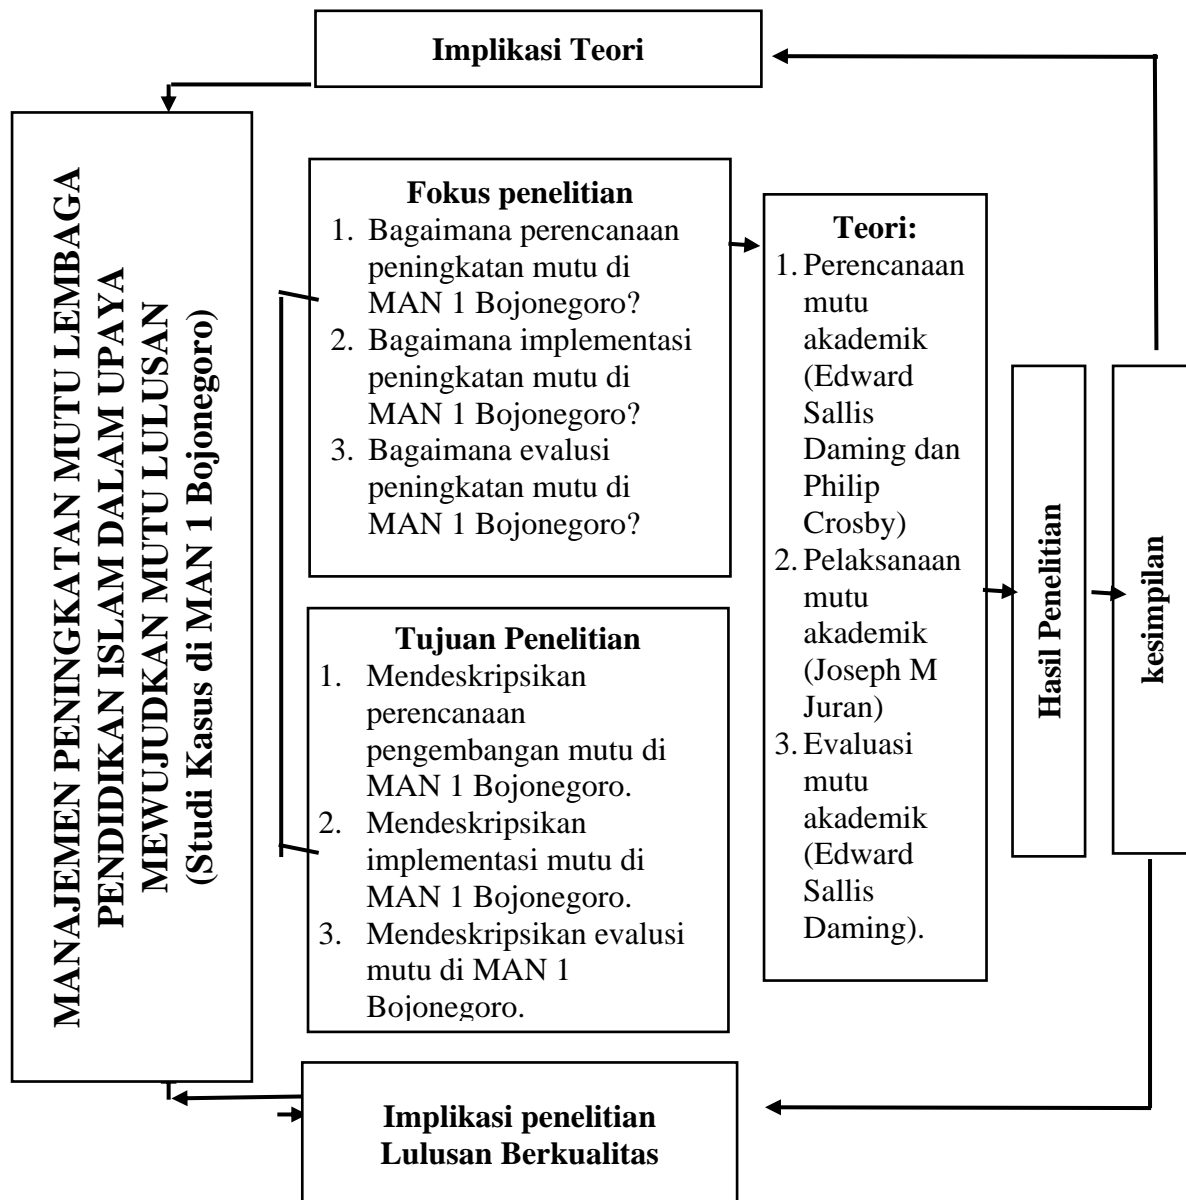 Implikasi Teori
MANAJEMEN PENINGKATAN MUTU LEMBAGA
PENDIDIKAN ISLAM DALAM UPAYA
MEWUJUDKAN MUTU LULUSAN
(Studi Kasus di MAN 1 Bojonegoro)
Fokus penelitian
1. Bagaimana perencanaan
peningkatan mutu di
MAN 1 Bojonegoro?
2. Bagaimana implementasi
peningkatan mutu di
MAN 1 Bojonegoro?
3. Bagaimana evalusi
peningkatan mutu di
MAN 1 Bojonegoro?
Tujuan Penelitian
1. Mendeskripsikan
perencanaan
pengembangan mutu di
MAN 1 Bojonegoro.
2. Mendeskripsikan
implementasi mutu di
MAN 1 Bojonegoro.
3. Mendeskripsikan evalusi
mutu di MAN 1
Bojonegoro.
Teori:
1. Perencanaan
mutu
akademik
(Edward
Sallis
Daming dan
Philip
Crosby)
2. Pelaksanaan
mutu
akademik
(Joseph M
Juran)
3. Evaluasi
mutu
akademik
(Edward
Sallis
Daming).
Hasil Penelitian
kesimpilan
Implikasi penelitian
Lulusan Berkualitas